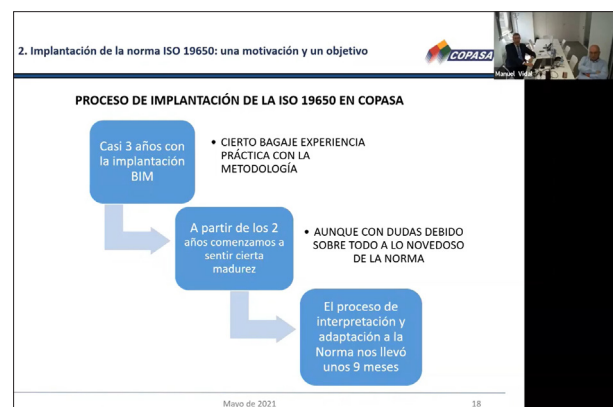 2. Implantación de la norma ISO 19650: una motivación y un objetivo
COPASA
Manuel Vidal
PROCESO DE IMPLANTACIÓN DE LA ISO 19650 EN COPASA
Casi 3 años con
la implantación
BIM
• CIERTO BAGAJE EXPERIENCIA
PRÁCTICA CON LA
METODOLOGÍA
A partir de los 2
años comenzamos a
sentir cierta
madurez
• AUNQUE CON DUDAS DEBIDO
SOBRE TODO A LO NOVEDOSO
DE LA NORMA
El proceso de
interpretación y
adaptación a la
Norma nos llevó
unos 9 meses
Mayo de 2021
18